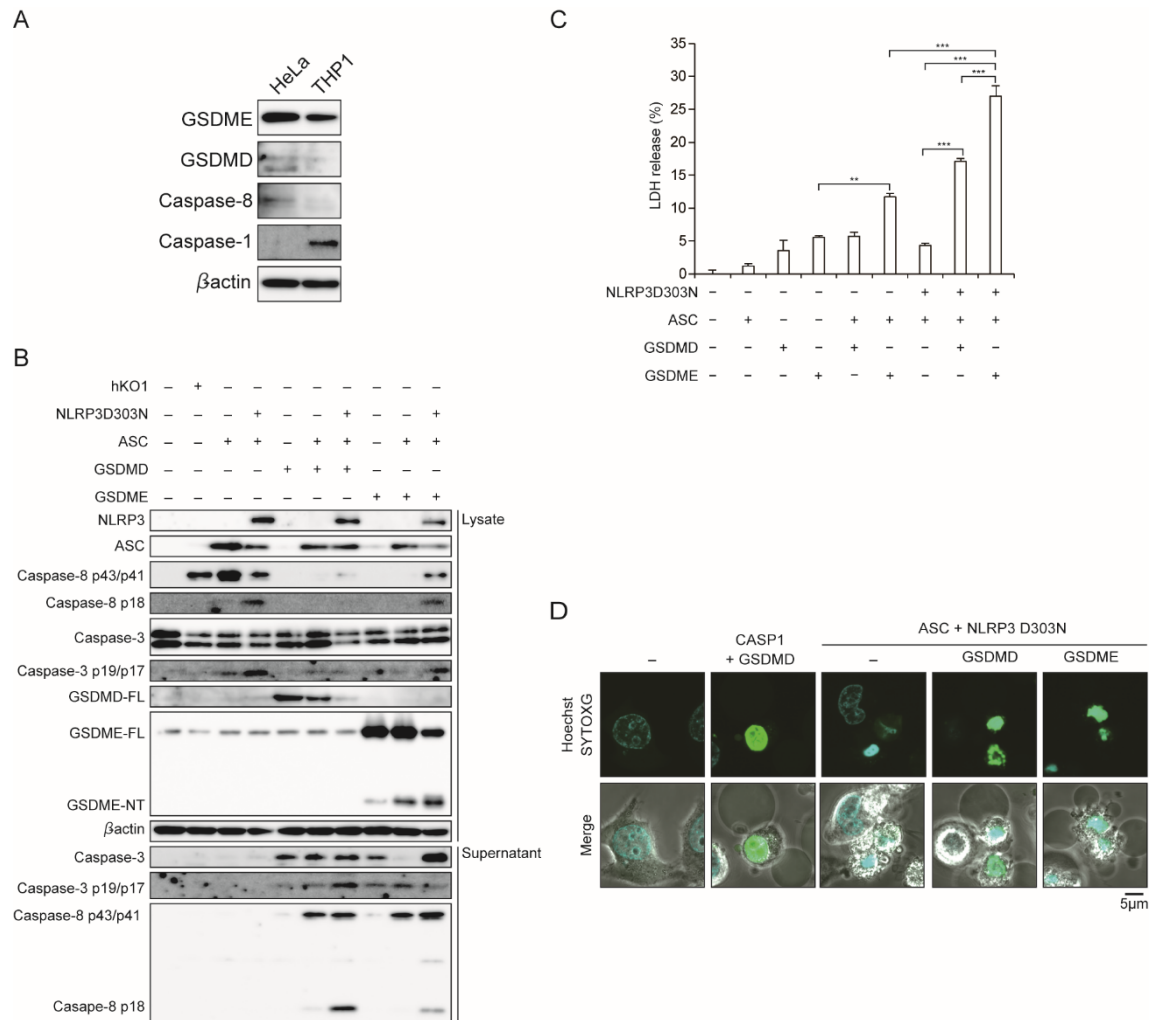 A
HeLa THP1
GSDME
GSDMD
Caspase-8
Caspase-1
βactin
B
hKO1 – + – – – – – – – –
NLRP3D303N – – – + – – + – – +
ASC – – + + – + + – + +
GSDMD – – – – + + + – – –
GSDME – – – – – – – + + +
NLRP3 Lysate
ASC
Caspase-8 p43/p41
Caspase-8 p18
Caspase-3
Caspase-3 p19/p17
GSDMD-FL
GSDME-FL
GSDME-NT
βactin
Caspase-3 Supernatant
Caspase-3 p19/p17
Caspase-8 p43/p41
Casape-8 p18
C
LDH release (%)
35
30
25
20
15
10
5
0
***
***
***
***
**
NLRP3D303N – – – – – – + + +
ASC – + – – + + + + +
GSDMD – – + – + – – + –
GSDME – – – + – + – – +
D
ASC + NLRP3 D303N
CASP1
+ GSDMD
– – GSDMD GSDME
Hoechst
SYTOXG
Merge
5μm